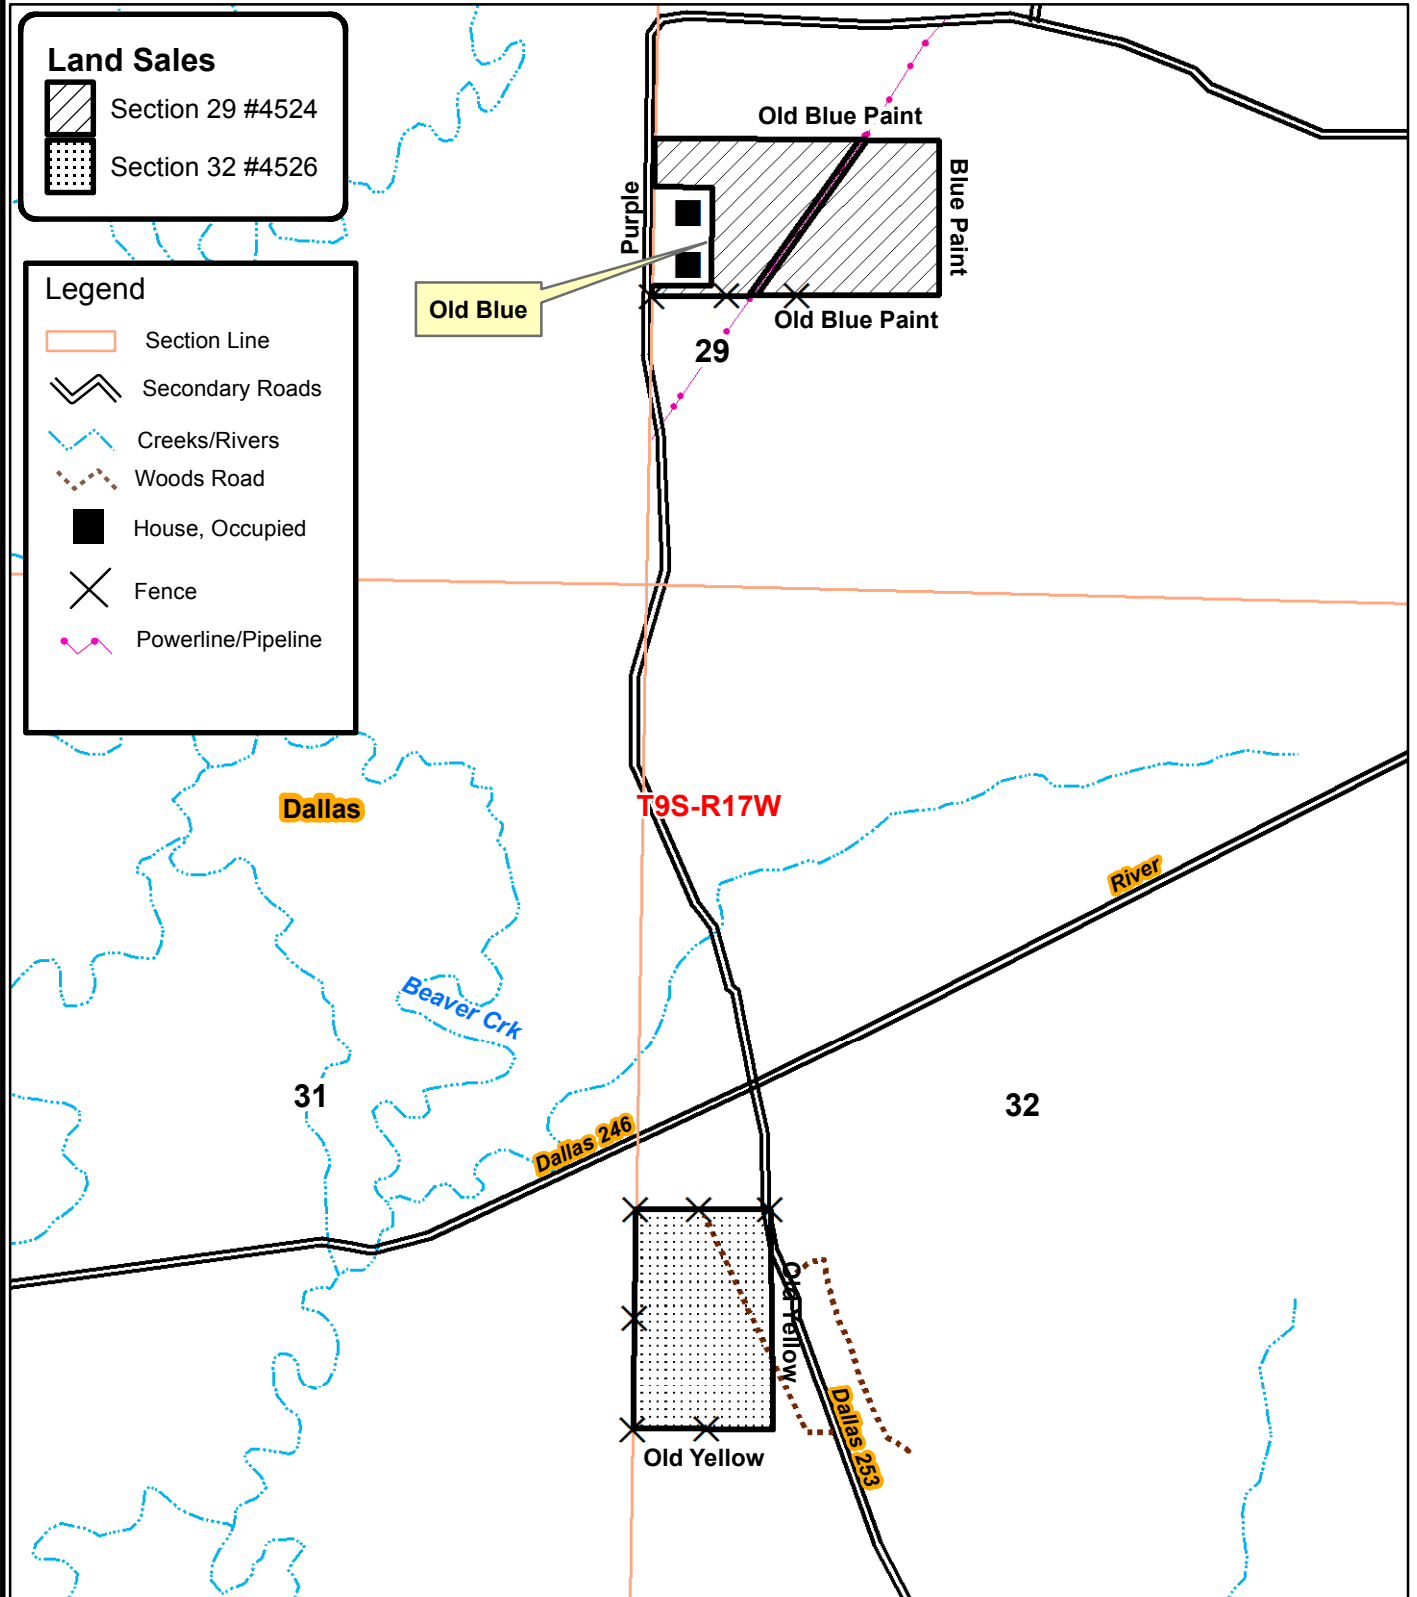 Land Sales
Section 29 #4524
Section 32 #4526
Legend
Section Line
Secondary Roads
Creeks/Rivers
Woods Road
House, Occupied
Fence
Powerline/Pipeline
Old Blue Paint
Blue Paint
Purple
Old Blue
Old Blue Paint
29
Dallas
T9S-R17W
River
Beaver Crk
31
32
Dallas 246
Old Yellow
Dallas 253
Old Yellow